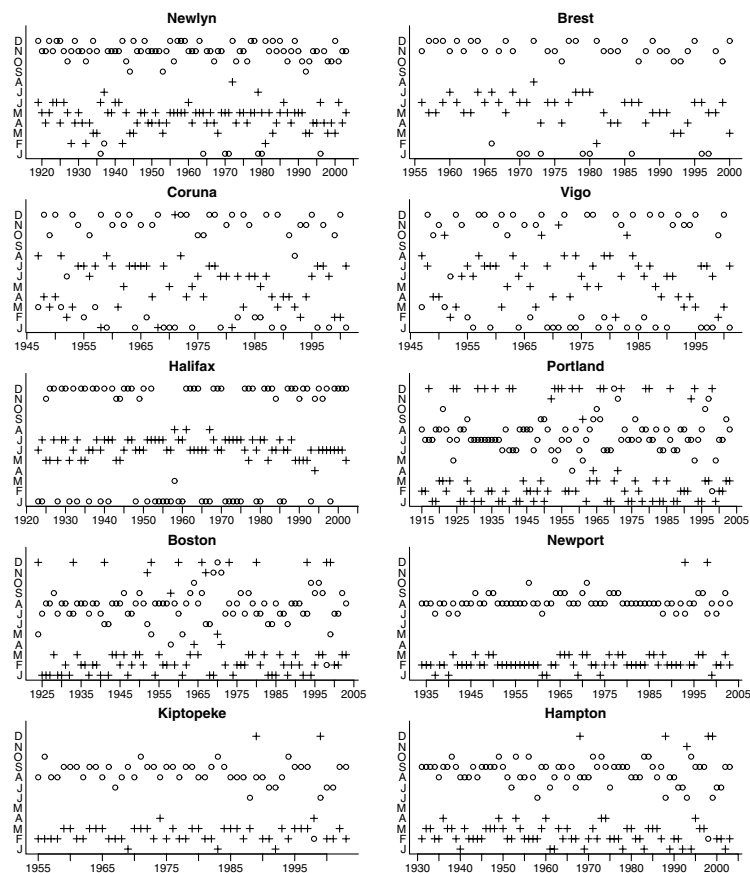 Newlyn
D
N
O
S
A
J
J
M
A
M
F
J
1920 1930 1940 1950 1960 1970 1980 1990 2000
Brest
D
N
O
S
A
J
J
M
A
M
F
J
1955 1960 1965 1970 1975 1980 1985 1990 1995 2000
Coruna
D
N
O
S
A
J
J
M
A
M
F
J
1945 1955 1965 1975 1985 1995
Vigo
D
N
O
S
A
J
J
M
A
M
F
J
1945 1955 1965 1975 1985 1995
Halifax
D
N
O
S
A
J
J
M
A
M
F
J
1920 1930 1940 1950 1960 1970 1980 1990 2000
Portland
D
N
O
S
A
J
J
M
A
M
F
J
1915 1925 1935 1945 1955 1965 1975 1985 1995 2005
Boston
D
N
O
S
A
J
J
M
A
M
F
J
1925 1935 1945 1955 1965 1975 1985 1995 2005
Newport
D
N
O
S
A
J
J
M
A
M
F
J
1935 1945 1955 1965 1975 1985 1995 2005
Kiptopeke
D
N
O
S
A
J
J
M
A
M
F
J
1955 1965 1975 1985 1995
Hampton
D
N
O
S
A
J
J
M
A
M
F
J
1930 1940 1950 1960 1970 1980 1990 2000